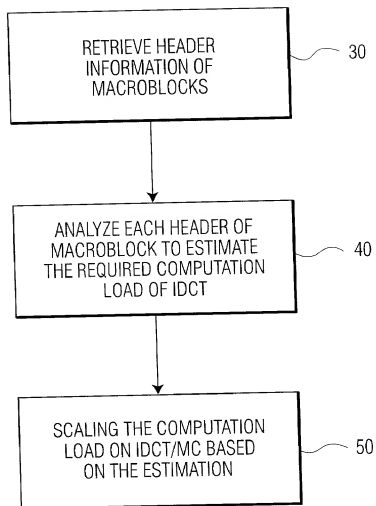 RETRIEVE HEADER
INFORMATION OF
MACROBLOCKS
30
ANALYZE EACH HEADER OF
MACROBLOCK TO ESTIMATE
THE REQUIRED COMPUTATION
LOAD OF IDCT
40
SCALING THE COMPUTATION
LOAD ON IDCT/MC BASED
ON THE ESTIMATION
50